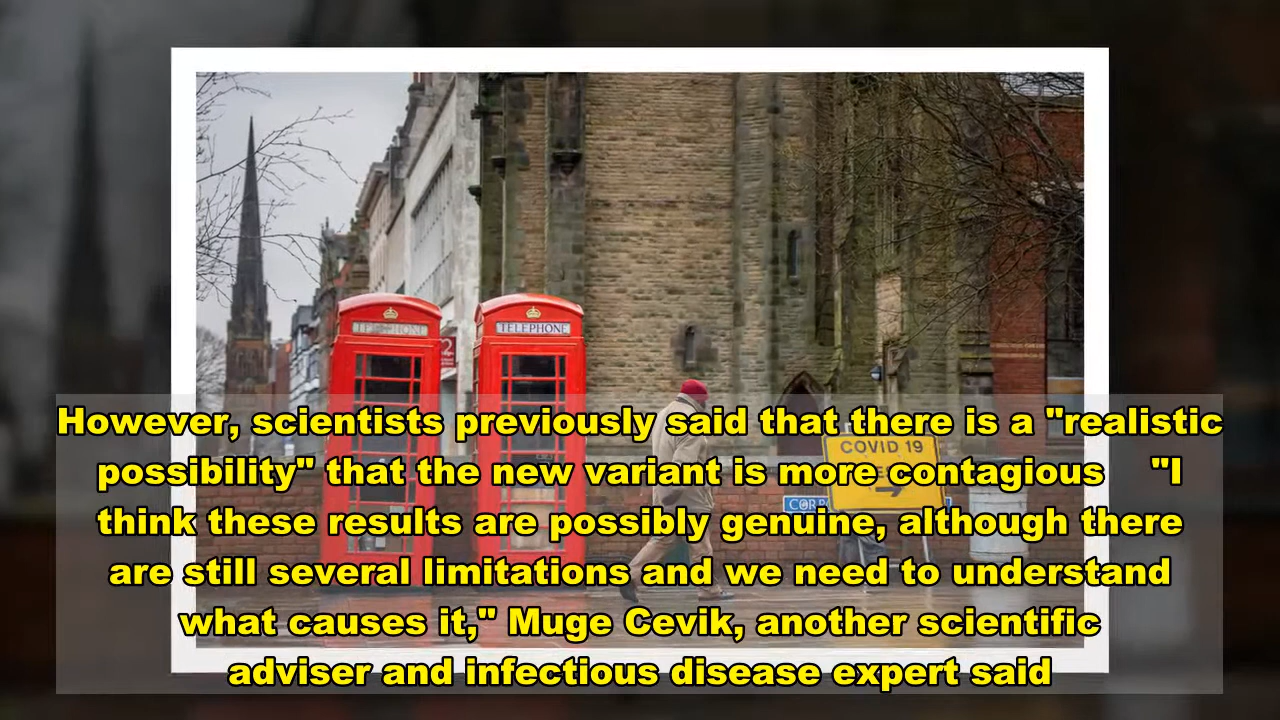 TELEPHONE
TELEPHONE
COVID 19
However, scientists previously said that there is a "realistic
possibility" that the new variant is more contagious "I
think these results are possibly genuine, although there
are still several limitations and we need to understand
what causes it," Muge Cevik, another scientific
adviser and infectious disease expert said